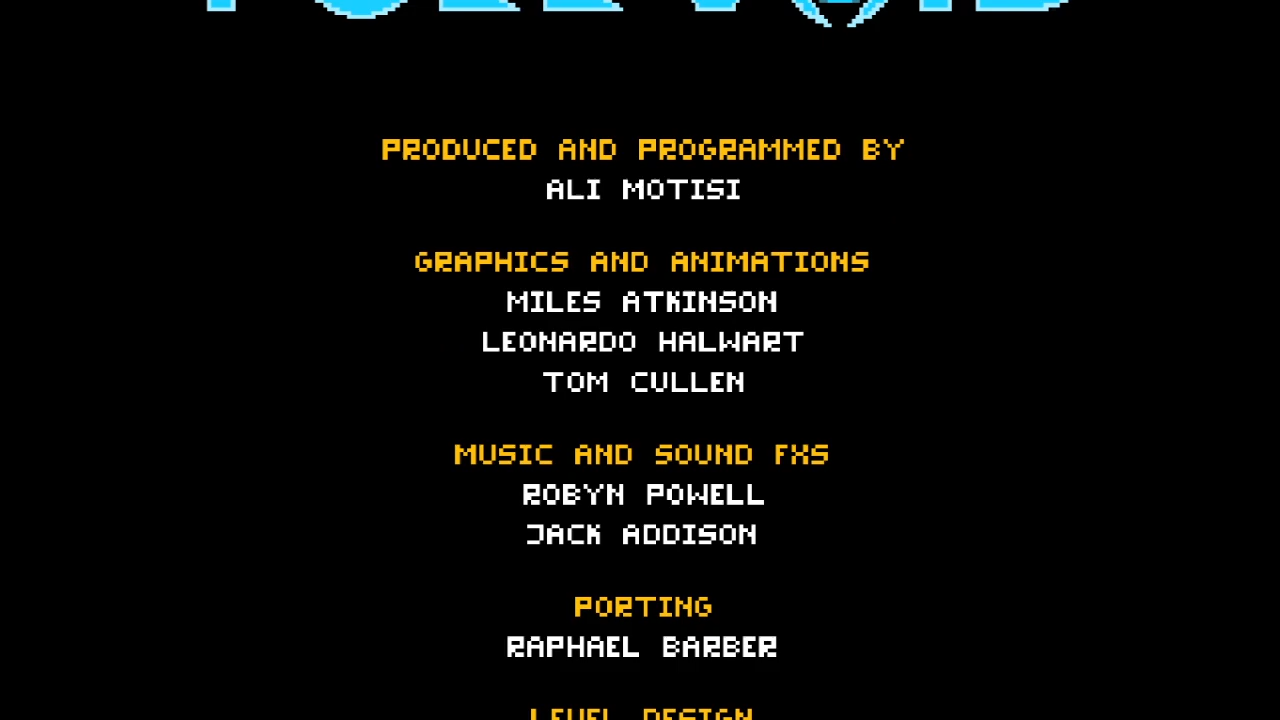 PRODUCED AND PROGRAMMED BY
ALI MOTISI
GRAPHICS AND ANIMATIONS
MILES ATKINSON
LEONARDO HALWART
TOM CULLEN
MUSIC AND SOUND FXS
ROBYN POWELL
JACK ADDISON
PORTING
RAPHAEL BARBER
LEVEL DESIGN